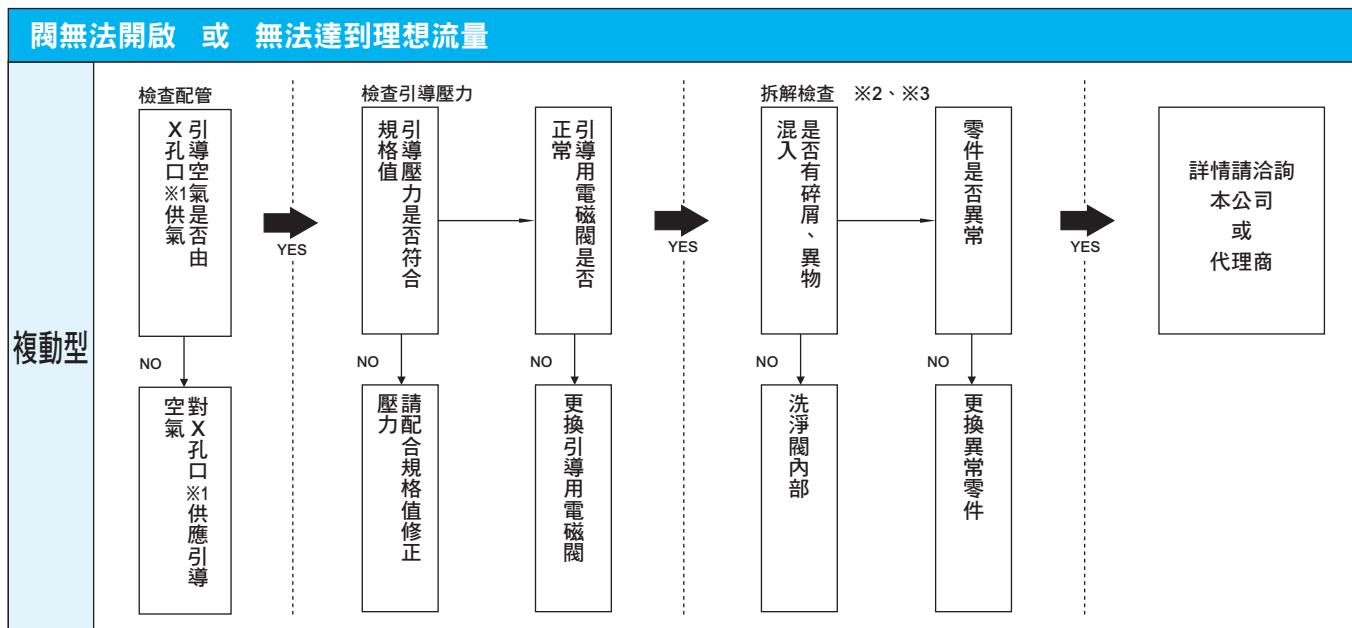 閥無法開啟 或 無法達到理想流量
複動型
檢查配管
引導空氣是否由
X孔口※1供氣
YES
NO
對X孔口※1供應引導
空氣
檢查引導壓力
引導壓力是否符合
規格值
NO
請配合規格值修正
壓力
引導用電磁閥是否
正常
YES
NO
更換引導用電磁閥
拆解檢查 ※2、※3
是否有碎屑、異物
混入
NO
洗淨閥內部
零件是否異常
YES
NO
更換異常零件
詳情請洽詢
本公司
或
代理商